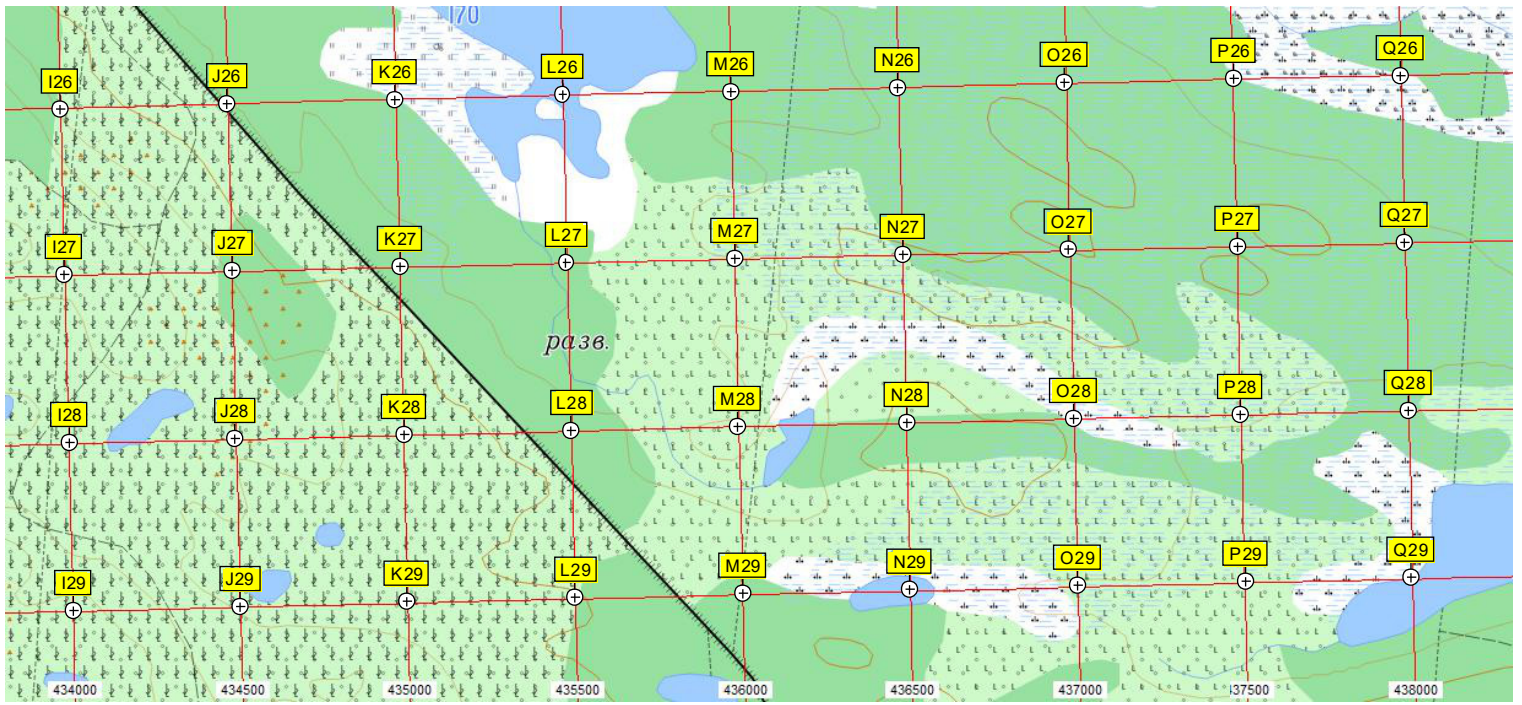 170
I26 J26 K26 L26 M26 N26 O26 P26 Q26
I27 J27 K27 L27 M27 N27 O27 P27 Q27
разв.
I28 J28 K28 L28 M28 N28 O28 P28 Q28
I29 J29 K29 L29 M29 N29 O29 P29 Q29
434000 434500 435000 435500 436000 436500 437000 437500 438000